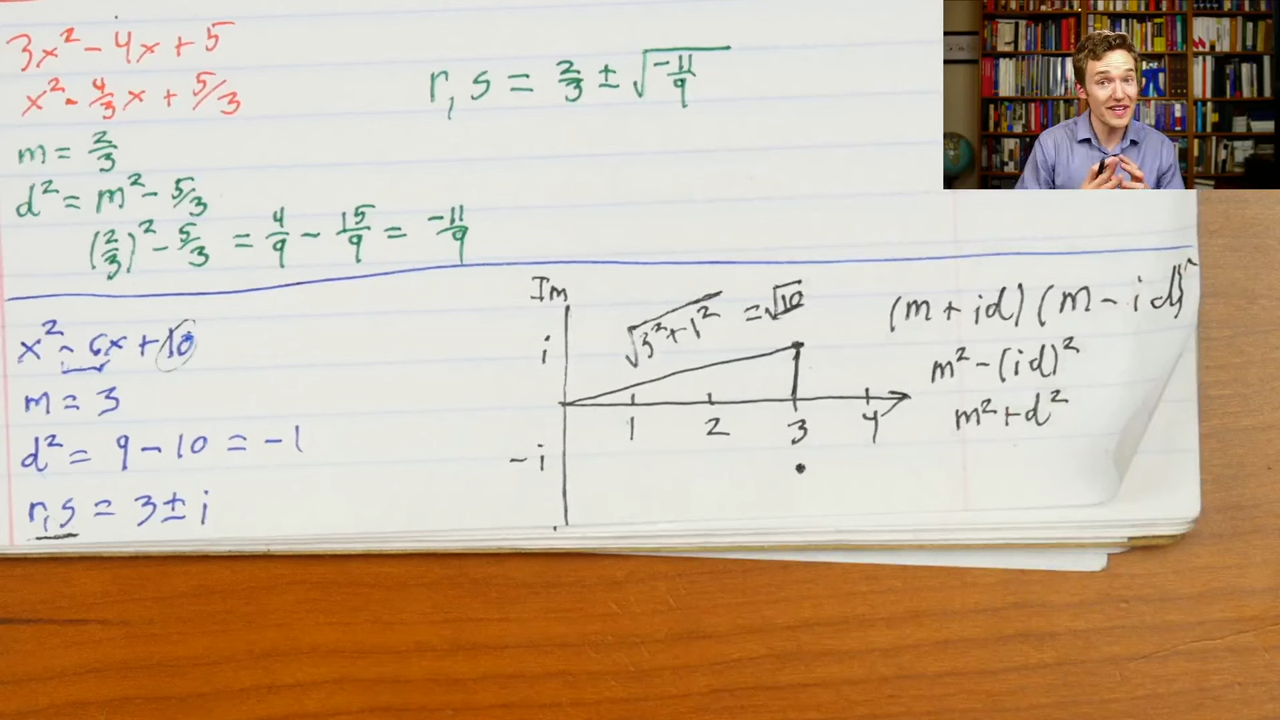 3x² - 4x + 5
x² - 4/3 x + 5/3
m = 2/3
d² = m² - 5/3
(2/3)² - 5/3 = 4/9 - 15/9 = -11/9
r, s = 2/3 ± √(-11/9)
x² - 6x + 10
m = 3
d² = 9 - 10 = -1
r, s = 3 ± i
Im
√3² + 1² = √10
i
1 2 3 4
-i
(m + id) (m - id)
m² - (id)²
m² + d²